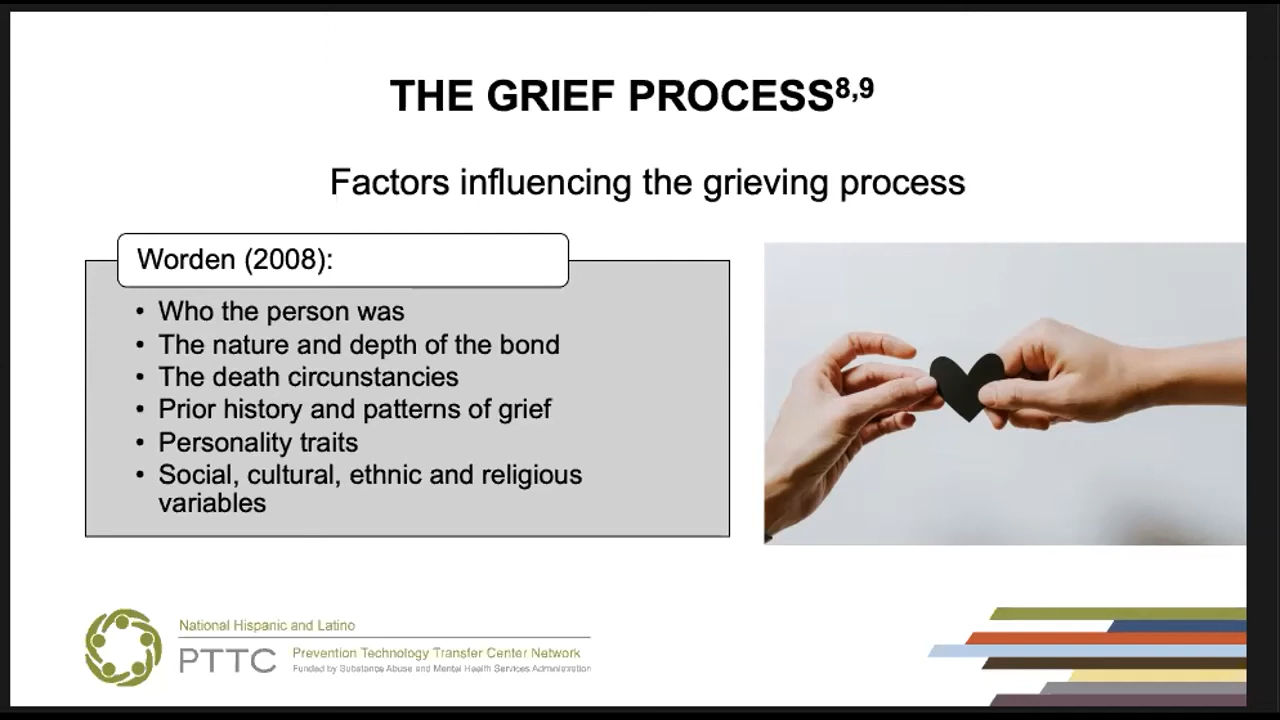 THE GRIEF PROCESS8,9
Factors influencing the grieving process
Worden (2008):
• Who the person was
• The nature and depth of the bond
• The death circunstancies
• Prior history and patterns of grief
• Personality traits
• Social, cultural, ethnic and religious
variables
National Hispanic and Latino
PTTC
Prevention Technology Transfer Center Network
Funded by Substance Abuse and Mental Health Services Administration